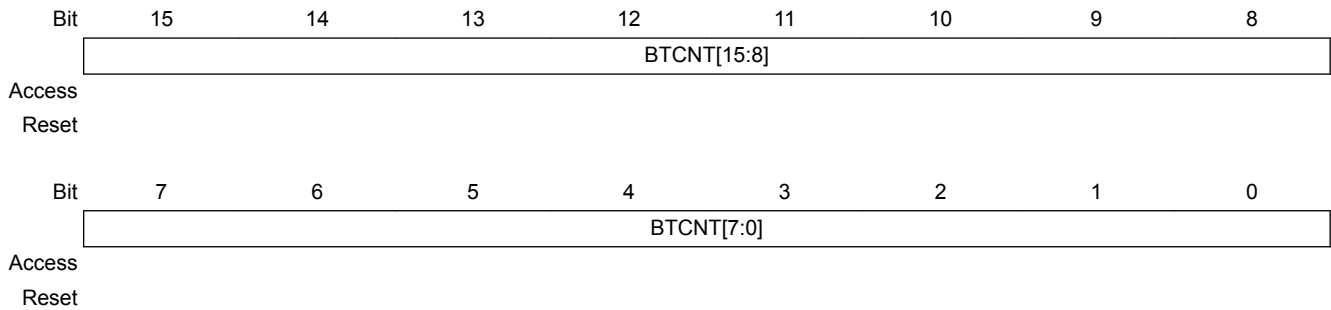 Bit 15 14 13 12 11 10 9 8
BTCNT[15:8]
Access
Reset
Bit 7 6 5 4 3 2 1 0
BTCNT[7:0]
Access
Reset